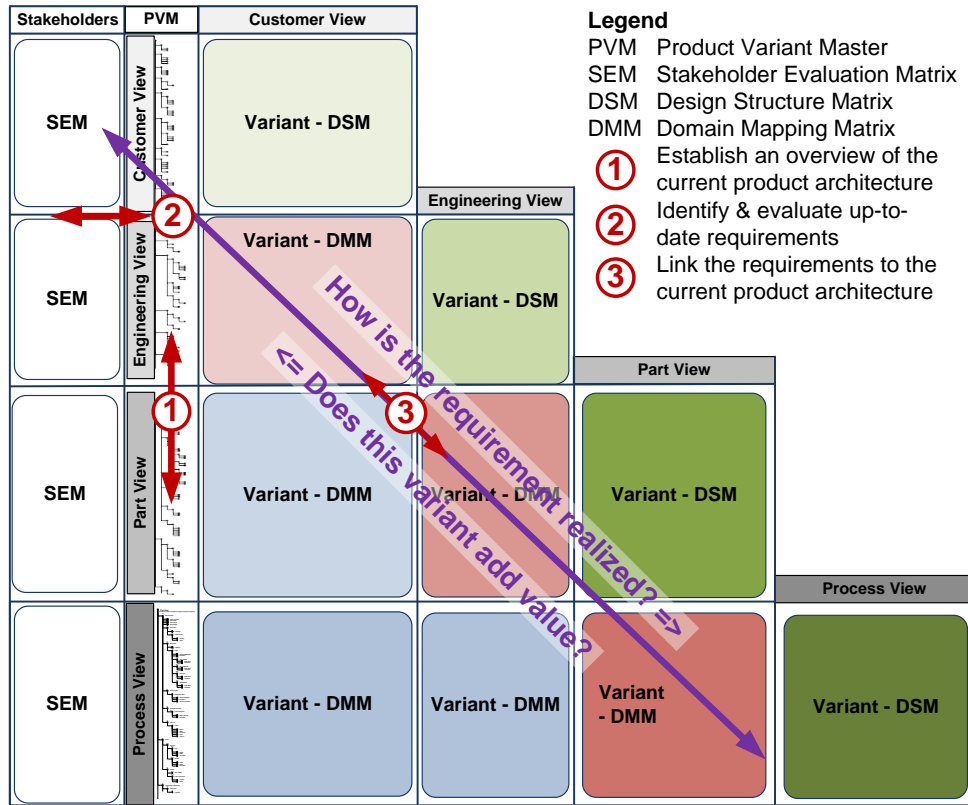 Stakeholders
PVM
Customer View
Legend
PVM Product Variant Master
SEM Stakeholder Evaluation Matrix
DSM Design Structure Matrix
DMM Domain Mapping Matrix
1 Establish an overview of the
current product architecture
2 Identify & evaluate up-to-
date requirements
3 Link the requirements to the
current product architecture
SEM
Customer View
Variant - DSM
Engineering View
2
SEM
Engineering View
Variant - DMM
Variant - DSM
How is the requirement realized? =>
<= Does this variant add value?
Part View
1
3
SEM
Part View
Variant - DMM
Variant - DMM
Variant - DSM
Process View
SEM
Process View
Variant - DMM
Variant - DMM
Variant
- DMM
Variant - DSM